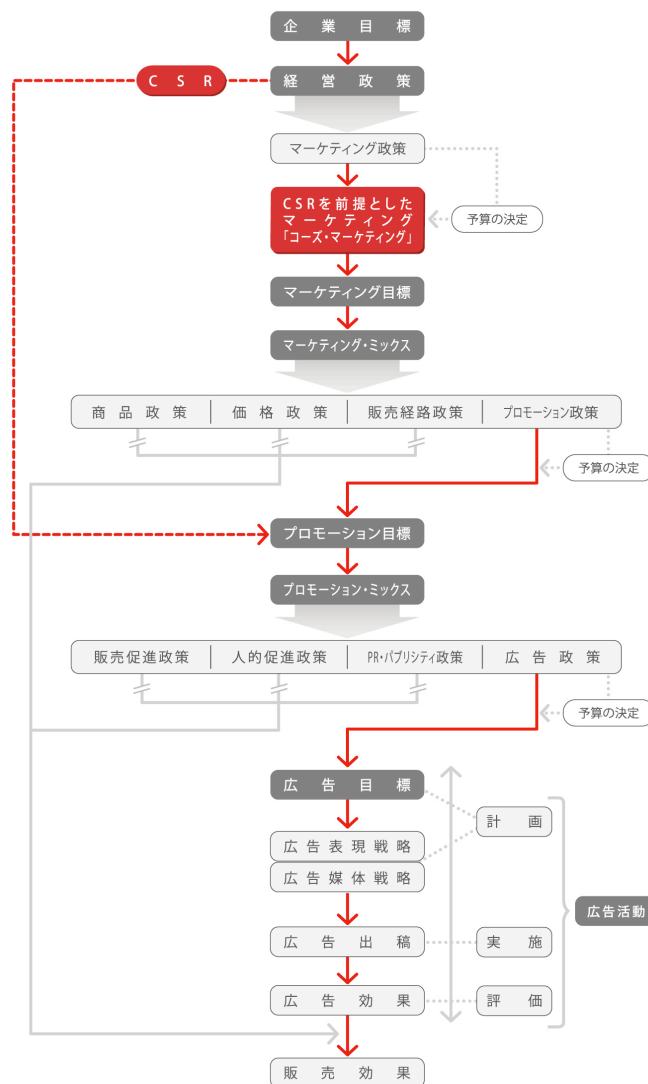 企業目標
CSR
経営政策
マーケティング政策
CSRを前提とした
マーケティング
「コーズ・マーケティング」
予算の決定
マーケティング目標
マーケティング・ミックス
商品政策
価格政策
販売経路政策
プロモーション政策
予算の決定
プロモーション目標
プロモーション・ミックス
販売促進政策
人的促進政策
PR・パブリシティ政策
広告政策
予算の決定
広告目標
計画
広告表現戦略
広告媒体戦略
広告活動
広告出稿
実施
広告効果
評価
販売効果